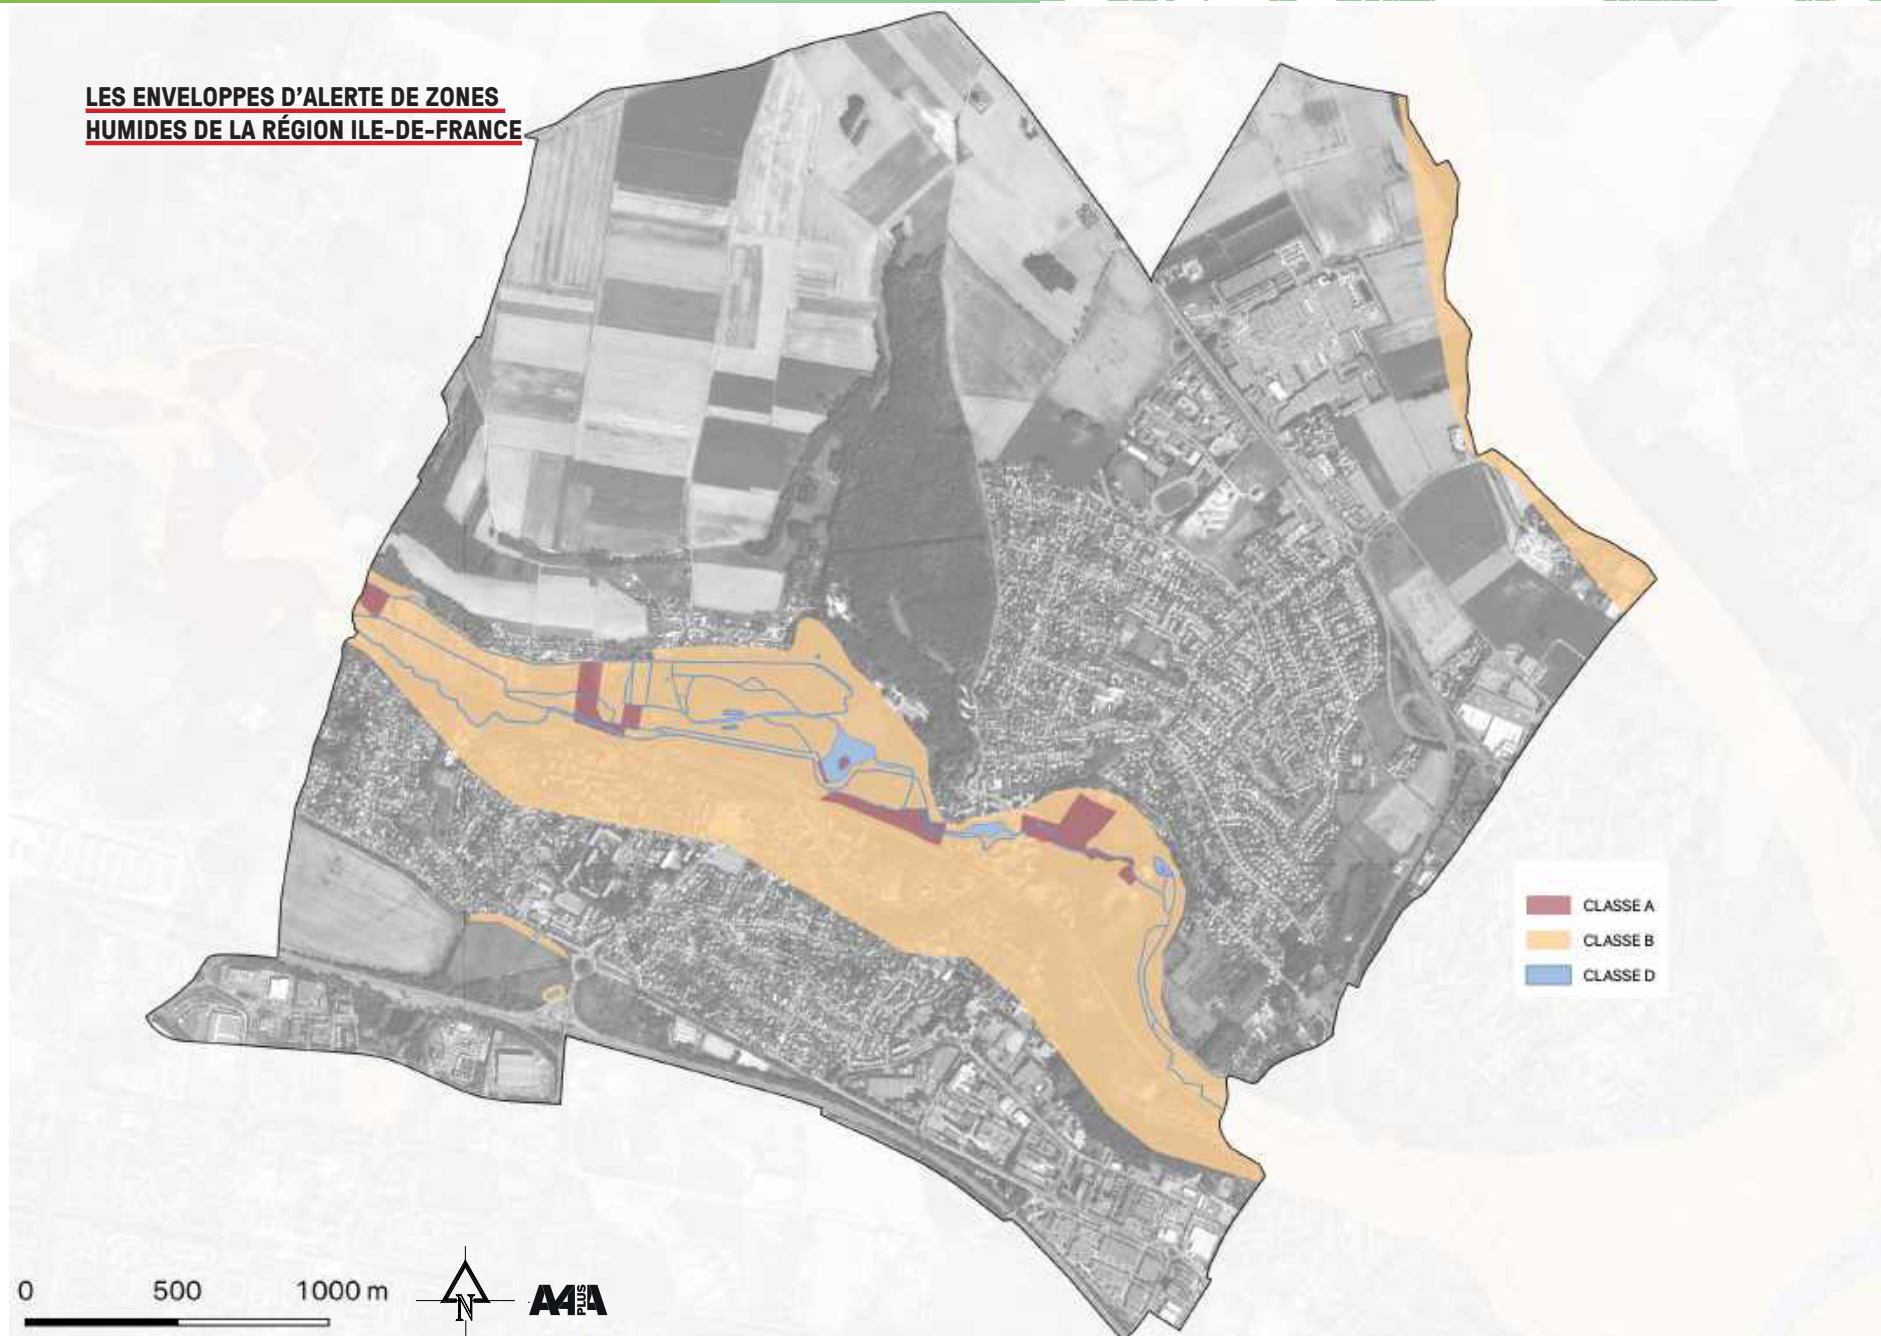 LES ENVELOPPES D’ALERTE DE ZONES
HUMIDES DE LA RÉGION ILE-DE-FRANCE
CLASSE A
CLASSE B
CLASSE D
0 500 1000 m
N
A4A PLUS